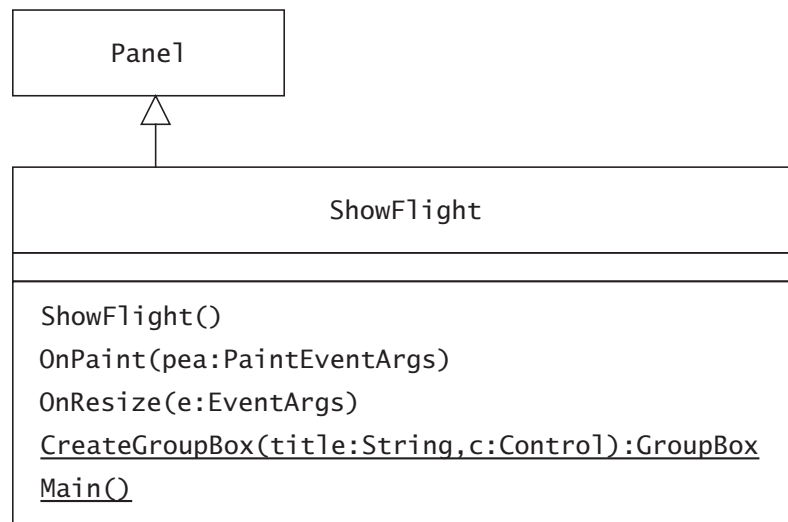 Panel
ShowFlight
ShowFlight()
OnPaint(pea:PaintEventArgs)
OnResize(e:EventArgs)
CreateGroupBox(title:String,c:Control):GroupBox
Main()